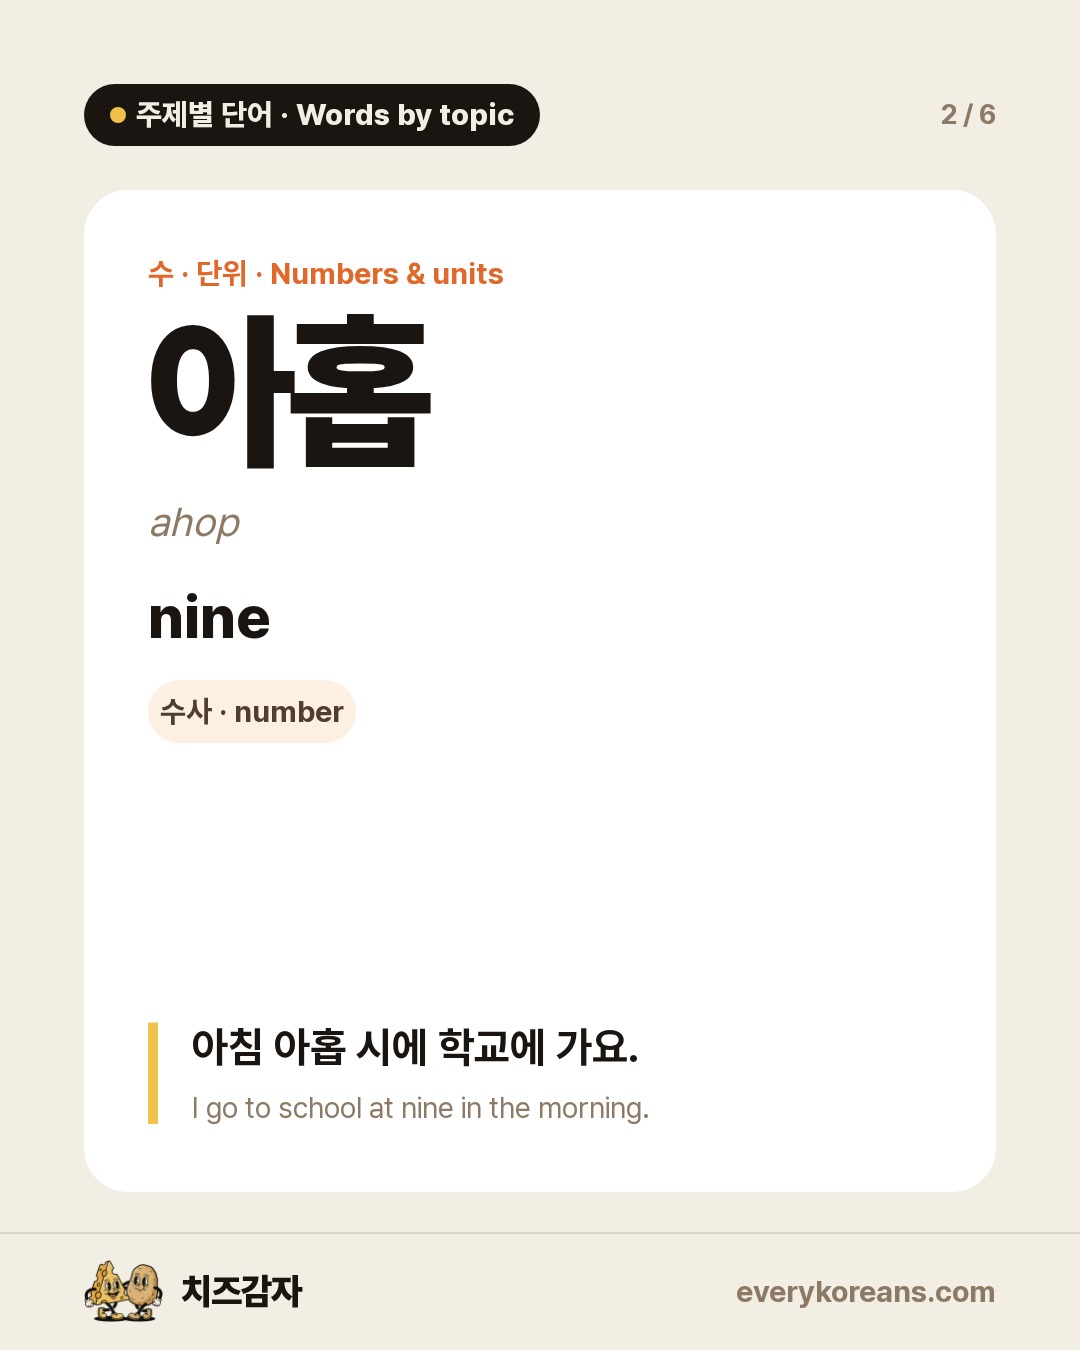 주제별 단어 · Words by topic
2 / 6
수 · 단위 · Numbers & units
아홉
ahop
nine
수사 · number
아침 아홉 시에 학교에 가요.
I go to school at nine in the morning.
치즈감자
everykoreans.com